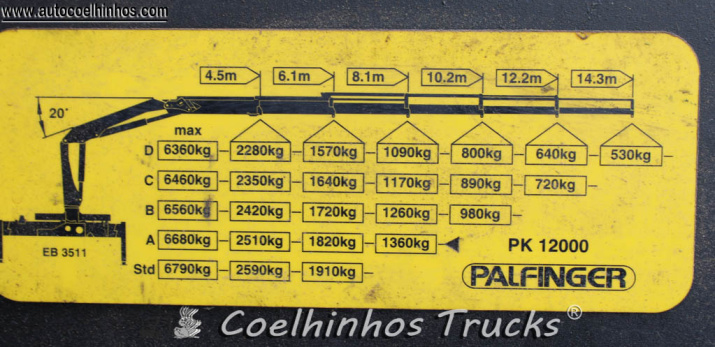 www.autocoelhinhos.com
4.5m 6.1m 8.1m 10.2m 12.2m 14.3m
20°
max
D 6360kg 2280kg 1570kg 1090kg 800kg 640kg 530kg
C 6460kg 2350kg 1640kg 1170kg 890kg 720kg
B 6560kg 2420kg 1720kg 1260kg 980kg
A 6680kg 2510kg 1820kg 1360kg PK 12000
EB 3511
Std 6790kg 2590kg 1910kg PALFINGER
Coelhinhos Trucks®